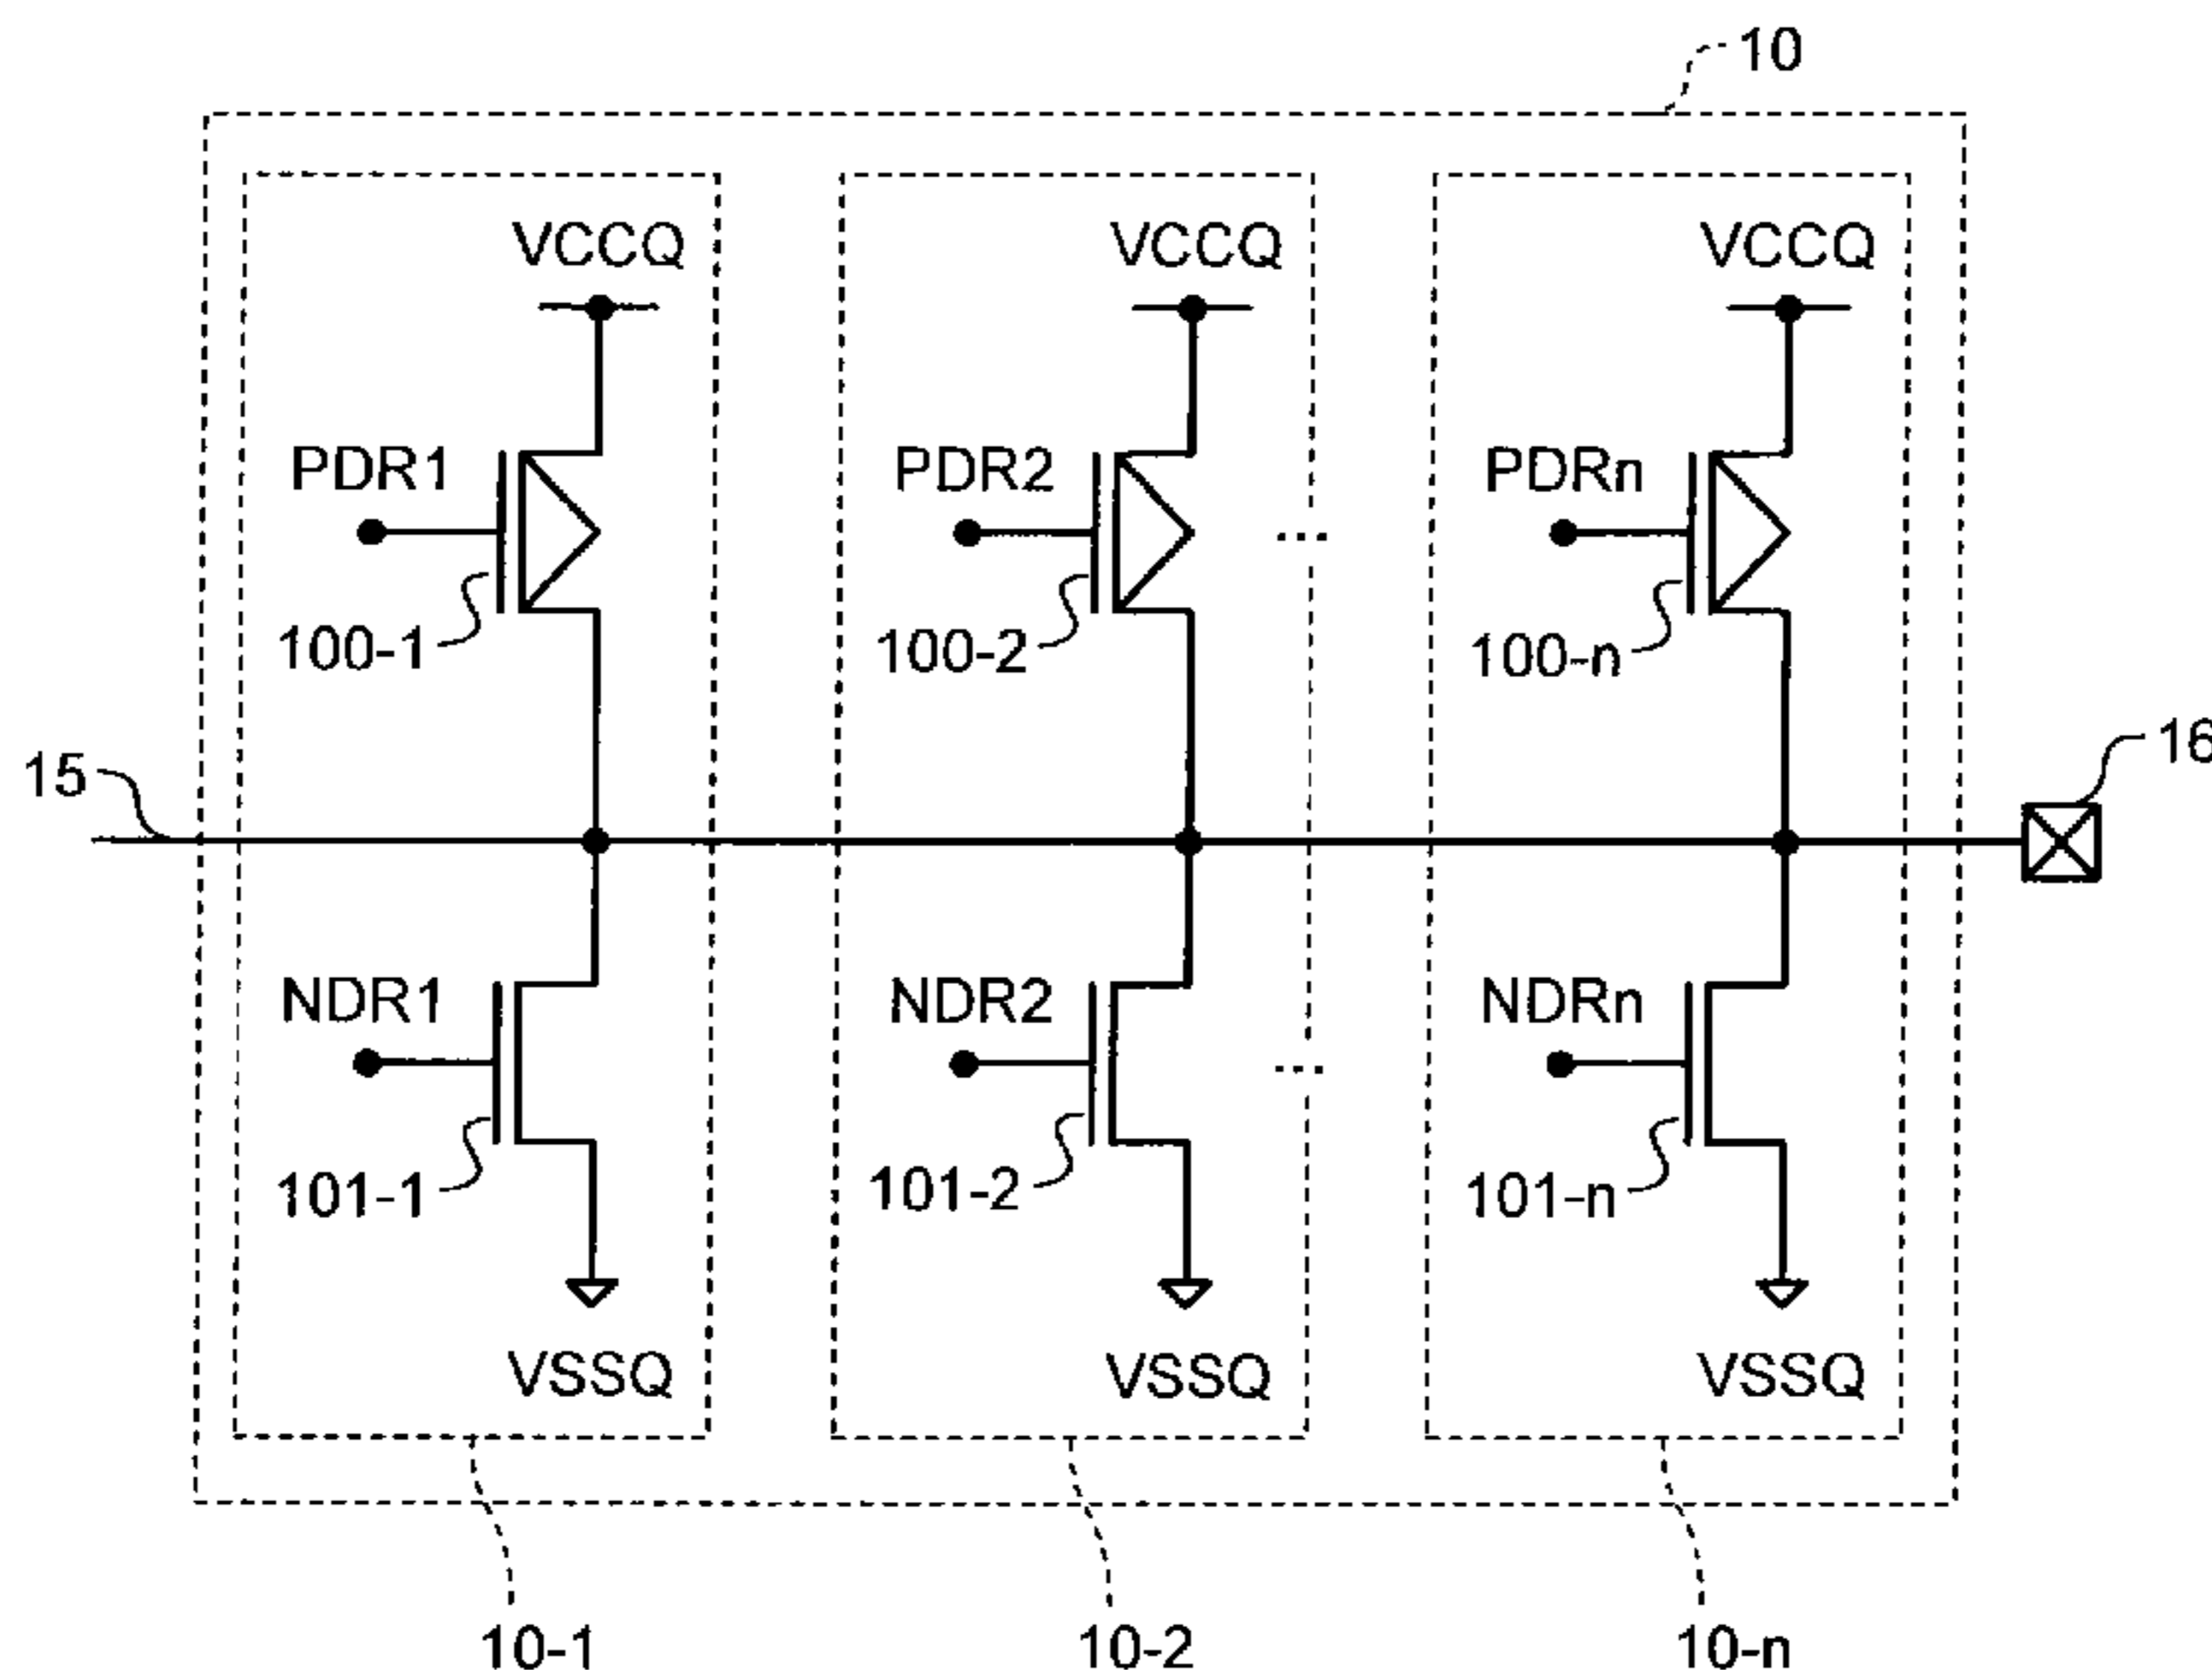 10
VCCQ VCCQ VCCQ
PDR1 PDR2 PDRn
100-1 100-2 100-n
15 16
NDR1 NDR2 NDRn
101-1 101-2 101-n
VSSQ VSSQ VSSQ
10-1 10-2 10-n